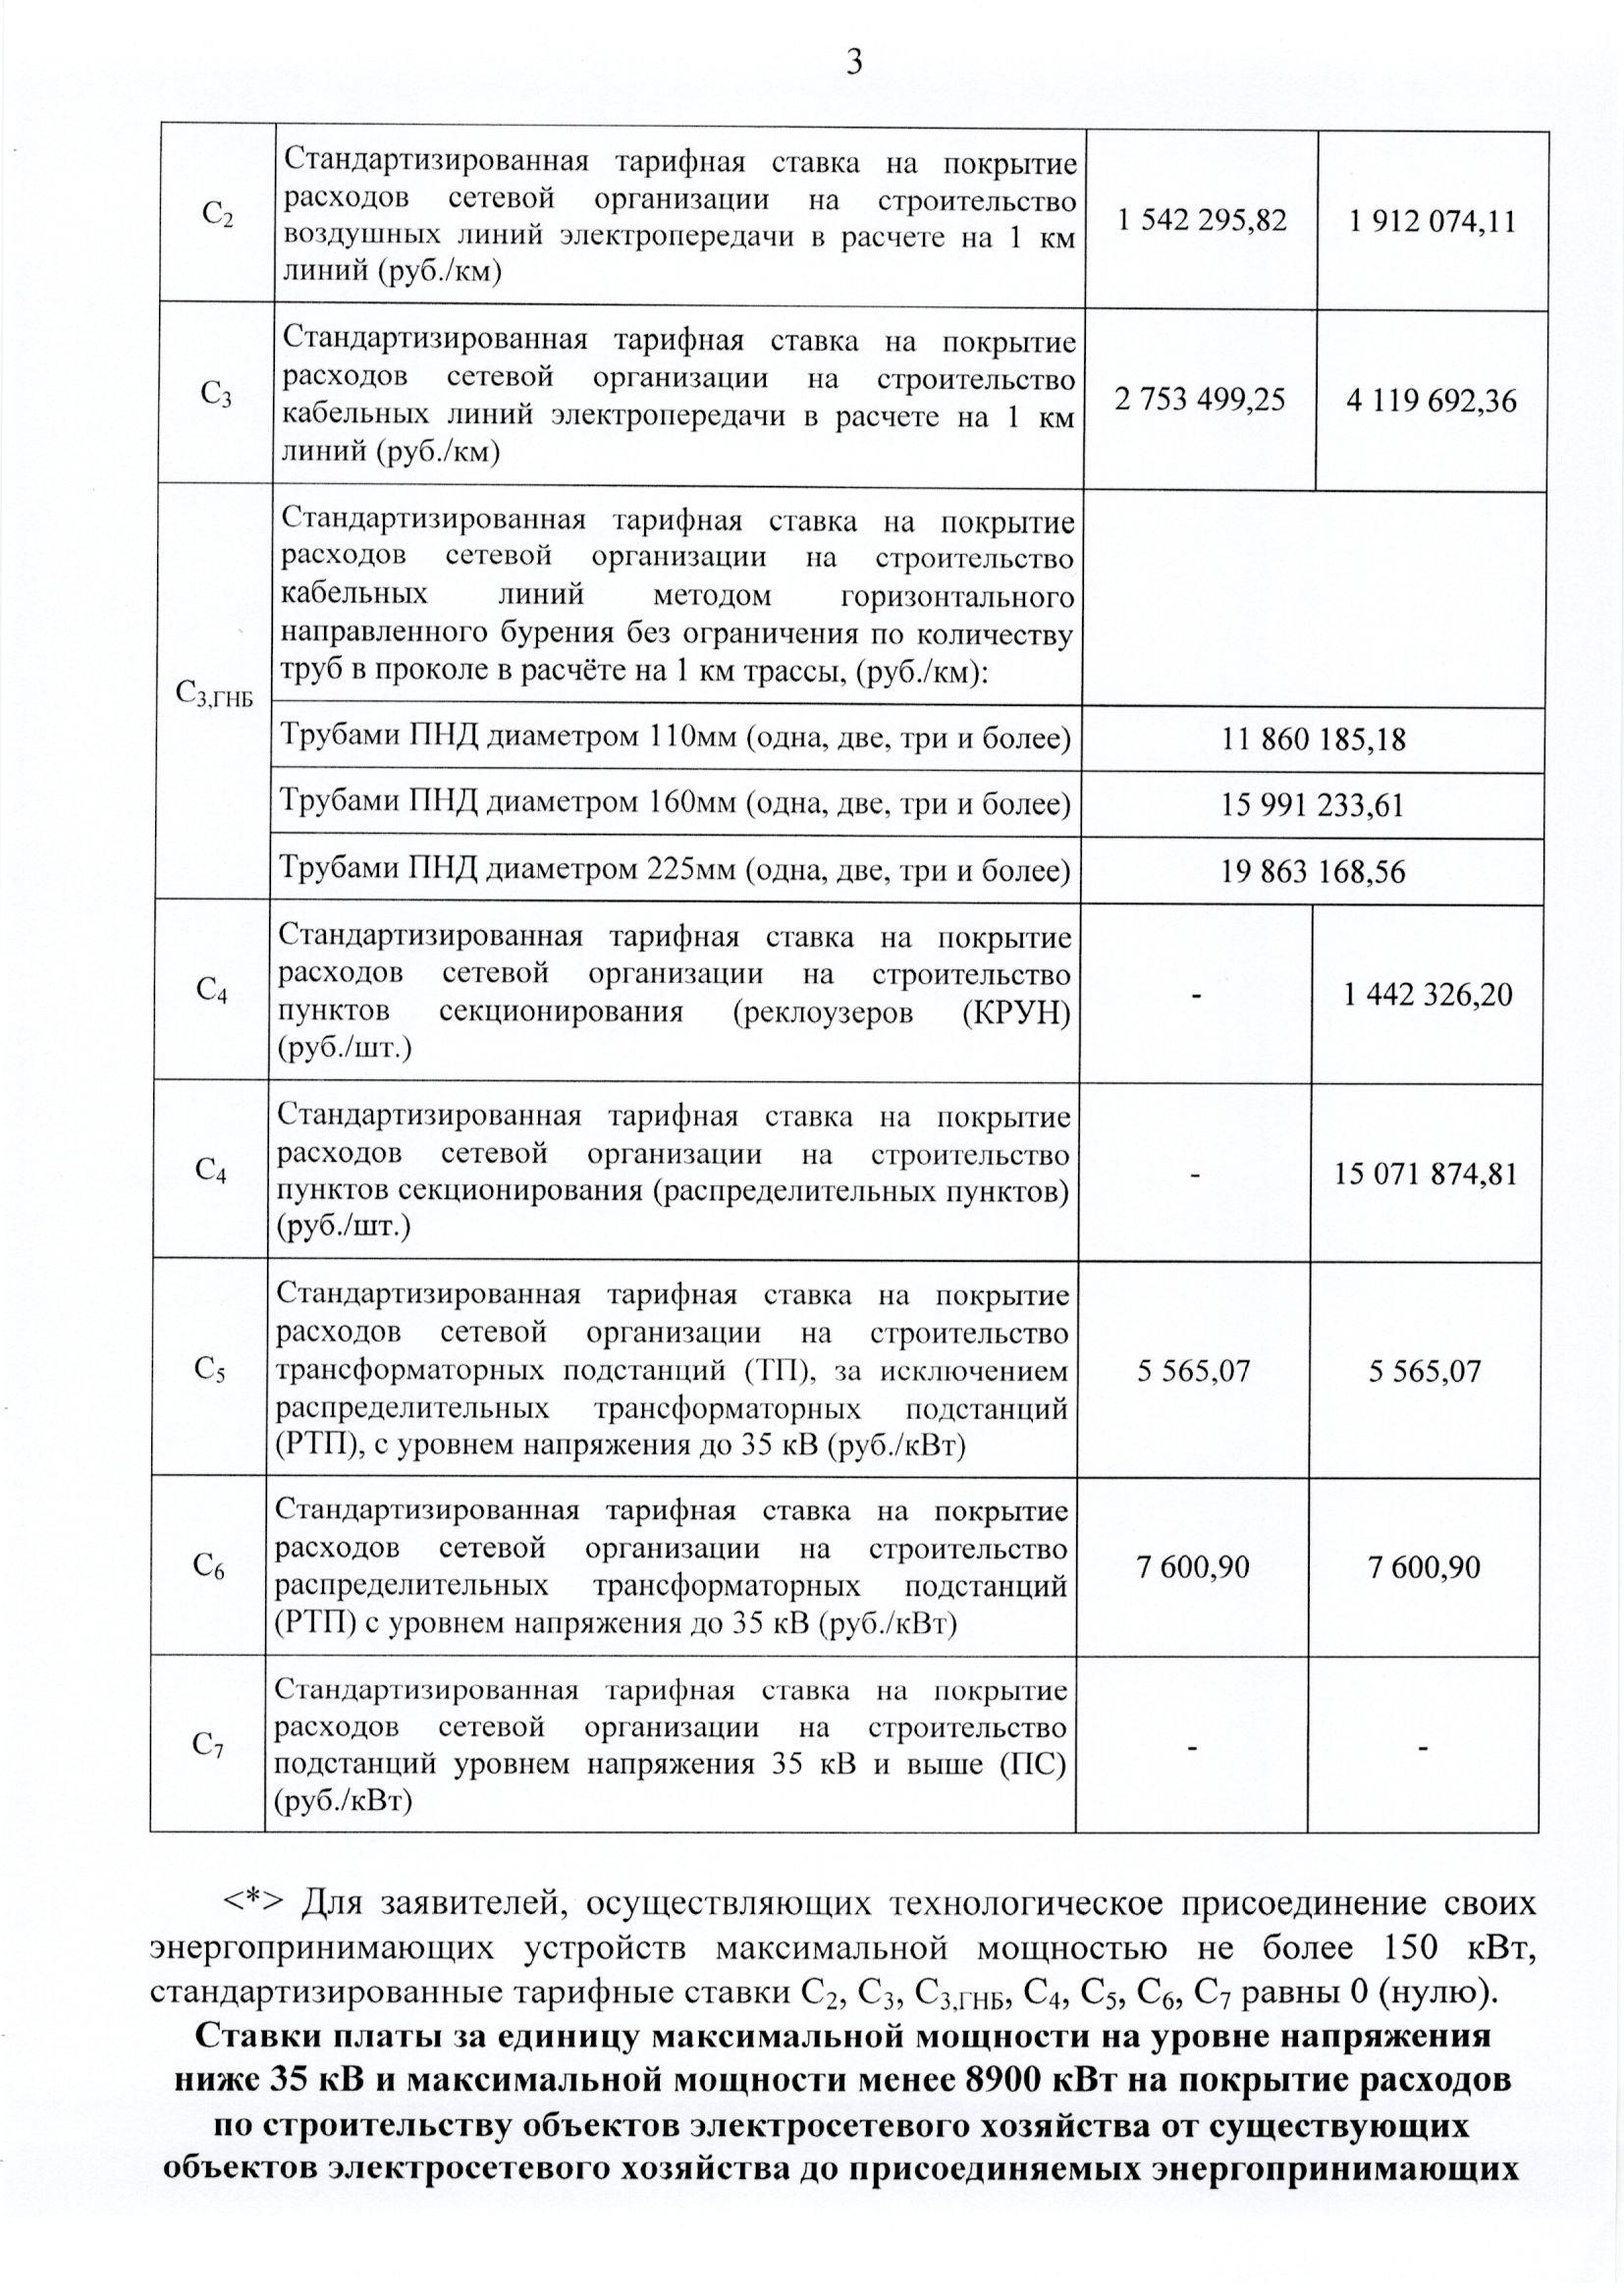 3
С2
Стандартизированная тарифная ставка на покрытие
расходов сетевой организации на строительство
воздушных линий электропередачи в расчете на 1 км
линий (руб./км)
1 542 295,82
1 912 074,11
С3
Стандартизированная тарифная ставка на покрытие
расходов сетевой организации на строительство
кабельных линий электропередачи в расчете на 1 км
линий (руб./км)
2 753 499,25
4 119 692,36
С3,ГНБ
Стандартизированная тарифная ставка на покрытие
расходов сетевой организации на строительство
кабельных линий методом горизонтального
направленного бурения без ограничения по количеству
труб в проколе в расчёте на 1 км трассы, (руб./км):
Трубами ПНД диаметром 110мм (одна, две, три и более)
11 860 185,18
Трубами ПНД диаметром 160мм (одна, две, три и более)
15 991 233,61
Трубами ПНД диаметром 225мм (одна, две, три и более)
19 863 168,56
С4
Стандартизированная тарифная ставка на покрытие
расходов сетевой организации на строительство
пунктов секционирования (реклоузеров (КРУН)
(руб./шт.)
-
1 442 326,20
С4
Стандартизированная тарифная ставка на покрытие
расходов сетевой организации на строительство
пунктов секционирования (распределительных пунктов)
(руб./шт.)
-
15 071 874,81
С5
Стандартизированная тарифная ставка на покрытие
расходов сетевой организации на строительство
трансформаторных подстанций (ТП), за исключением
распределительных трансформаторных подстанций
(РТП), с уровнем напряжения до 35 кВ (руб./кВт)
5 565,07
5 565,07
С6
Стандартизированная тарифная ставка на покрытие
расходов сетевой организации на строительство
распределительных трансформаторных подстанций
(РТП) с уровнем напряжения до 35 кВ (руб./кВт)
7 600,90
7 600,90
С7
Стандартизированная тарифная ставка на покрытие
расходов сетевой организации на строительство
подстанций уровнем напряжения 35 кВ и выше (ПС)
(руб./кВт)
-
-
<*> Для заявителей, осуществляющих технологическое присоединение своих
энергопринимающих устройств максимальной мощностью не более 150 кВт,
стандартизированные тарифные ставки С2, С3, С3,ГНБ, С4, С5, С6, С7 равны 0 (нулю).
Ставки платы за единицу максимальной мощности на уровне напряжения
ниже 35 кВ и максимальной мощности менее 8900 кВт на покрытие расходов
по строительству объектов электросетевого хозяйства от существующих
объектов электросетевого хозяйства до присоединяемых энергопринимающих